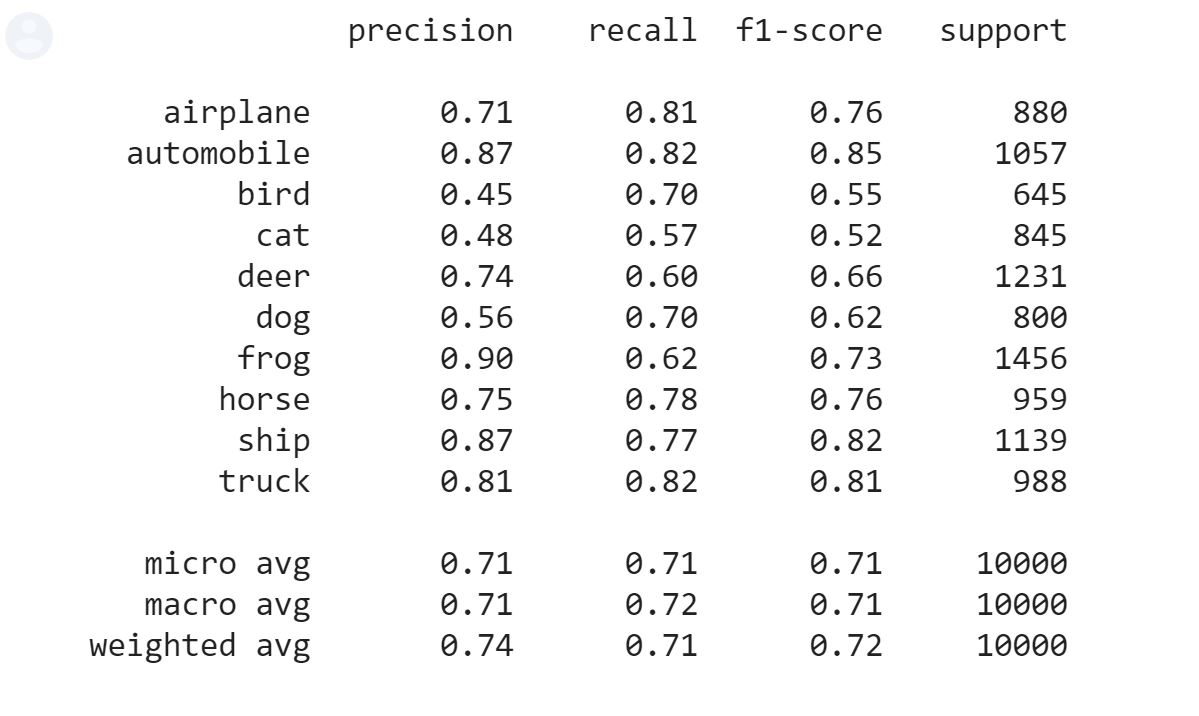 precision recall f1-score support
airplane 0.71 0.81 0.76 880
automobile 0.87 0.82 0.85 1057
bird 0.45 0.70 0.55 645
cat 0.48 0.57 0.52 845
deer 0.74 0.60 0.66 1231
dog 0.56 0.70 0.62 800
frog 0.90 0.62 0.73 1456
horse 0.75 0.78 0.76 959
ship 0.87 0.77 0.82 1139
truck 0.81 0.82 0.81 988
micro avg 0.71 0.71 0.71 10000
macro avg 0.71 0.72 0.71 10000
weighted avg 0.74 0.71 0.72 10000